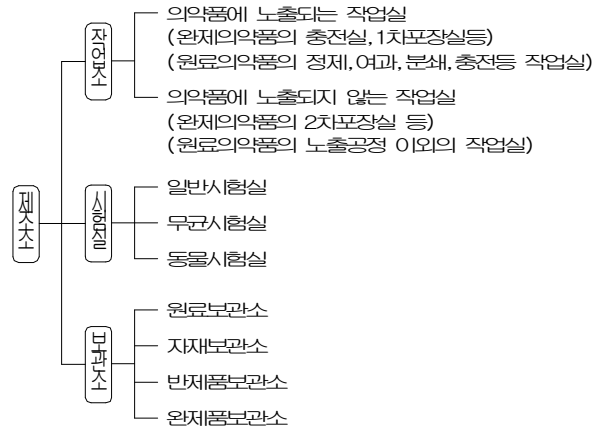 제조소
작업소
의약품에 노출되는 작업실
(완제의약품의 충전실,1차포장실등)
(원료의약품의 정제,여과,분쇄,충전등 작업실)
의약품에 노출되지 않는 작업실
(완제의약품의 2차포장실 등)
(원료의약품의 노출공정 이외의 작업실)
시험실
일반시험실
무균시험실
동물시험실
보관소
원료보관소
자재보관소
반제품보관소
완제품보관소